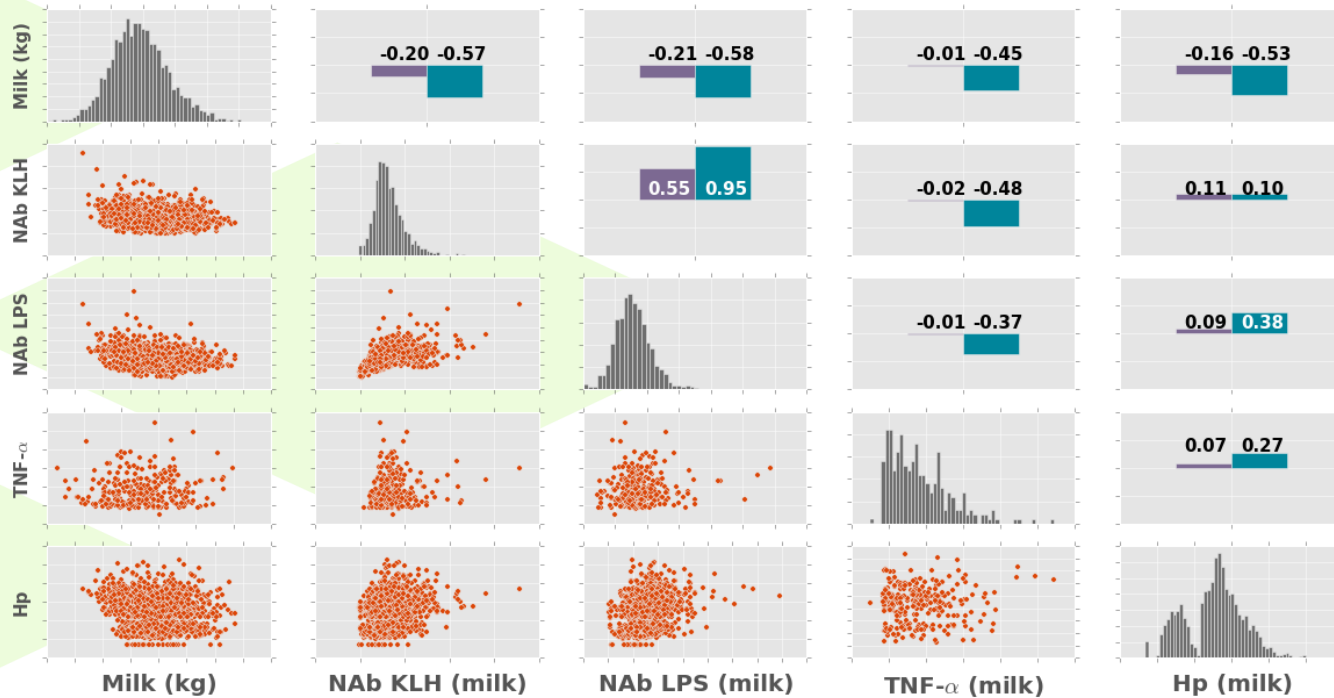 Milk (kg)
-0.20 -0.57
-0.21 -0.58
-0.01 -0.45
-0.16 -0.53
NAb KLH
0.55 0.95
-0.02 -0.48
0.11 0.10
NAb LPS
-0.01 -0.37
0.09 0.38
TNF-α
0.07 0.27
Hp
Milk (kg)
NAb KLH (milk)
NAb LPS (milk)
TNF-α (milk)
Hp (milk)